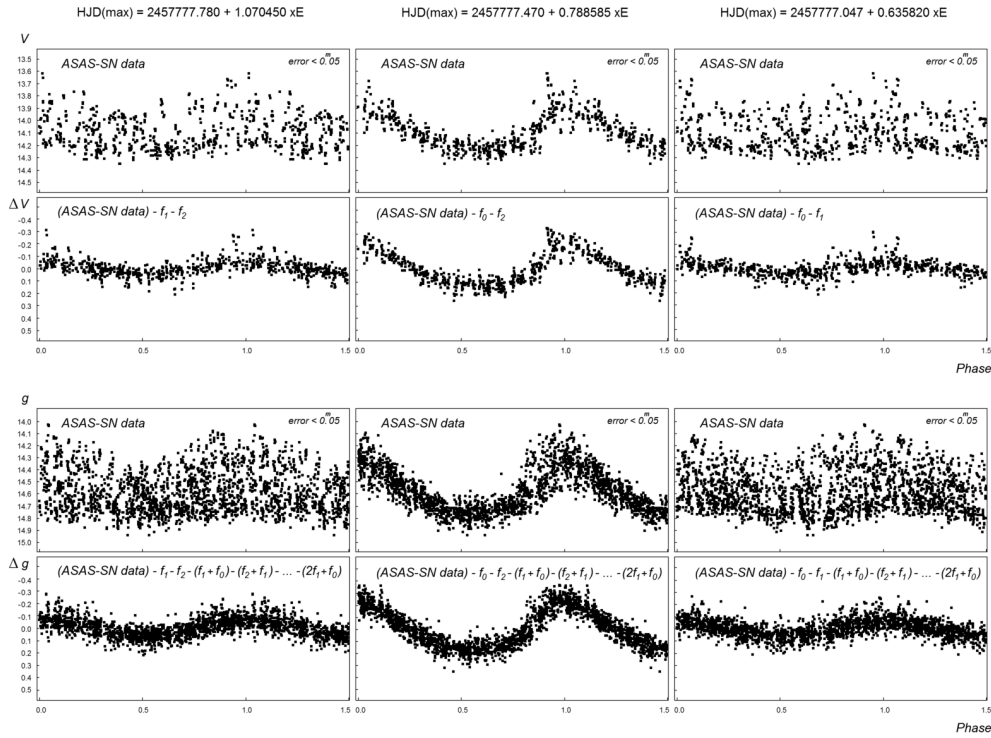 HJD(max) = 2457777.780 + 1.070450 xE HJD(max) = 2457777.470 + 0.788585 xE HJD(max) = 2457777.047 + 0.635820 xE
V
13.5
13.6
13.7
13.8
13.9
14.0
14.1
14.2
14.3
14.4
14.5
ASAS-SN data error < 0.05 m
ASAS-SN data error < 0.05 m
ASAS-SN data error < 0.05 m
Δ V
-0.4
-0.3
-0.2
-0.1
0.0
0.1
0.2
0.3
0.4
0.5
(ASAS-SN data) - f1 - f2
(ASAS-SN data) - f0 - f2
(ASAS-SN data) - f0 - f1
0.0 0.5 1.0 1.5 0.0 0.5 1.0 1.5 0.0 0.5 1.0 1.5
Phase
g
14.0
14.1
14.2
14.3
14.4
14.5
14.6
14.7
14.8
14.9
15.0
ASAS-SN data error < 0.05 m
ASAS-SN data error < 0.05 m
ASAS-SN data error < 0.05 m
Δ g
-0.4
-0.3
-0.2
-0.1
0.0
0.1
0.2
0.3
0.4
0.5
(ASAS-SN data) - f1 - f2 - (f1 + f0) - (f2 + f1) - ... - (2f1 + f0)
(ASAS-SN data) - f0 - f2 - (f1 + f0) - (f2 + f1) - ... - (2f1 + f0)
(ASAS-SN data) - f0 - f1 - (f1 + f0) - (f2 + f1) - ... - (2f1 + f0)
0.0 0.5 1.0 1.5 0.0 0.5 1.0 1.5 0.0 0.5 1.0 1.5
Phase